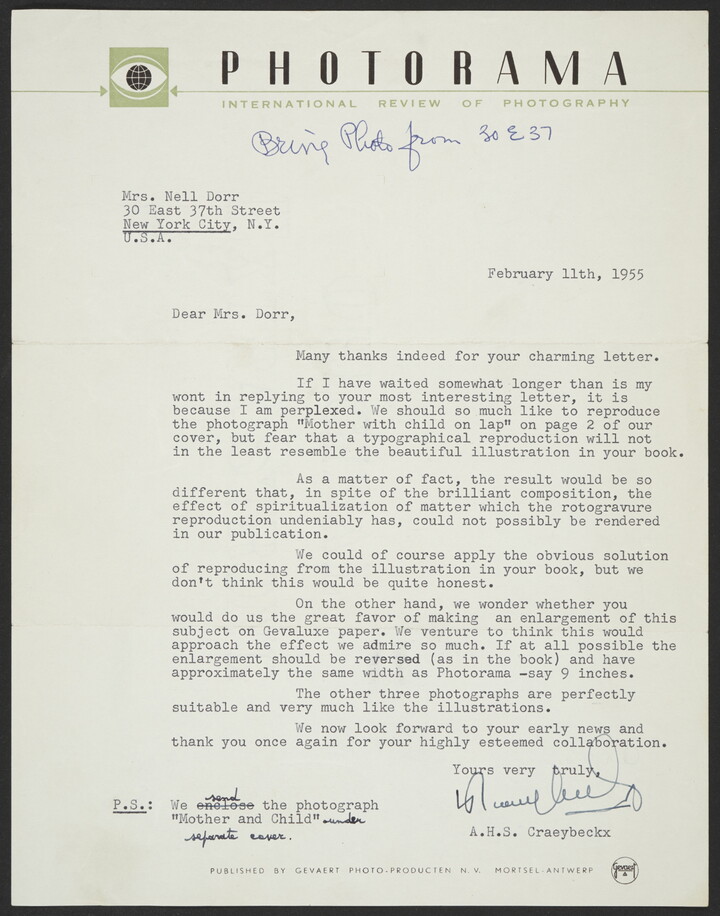 PHOTORAMA
INTERNATIONAL REVIEW OF PHOTOGRAPHY
Bring Photo from 30 E 37
Mrs. Nell Dorr
30 East 37th Street
New York City, N.Y.
U.S.A.
February 11th, 1955
Dear Mrs. Dorr,
Many thanks indeed for your charming letter.
If I have waited somewhat longer than is my
wont in replying to your most interesting letter, it is
because I am perplexed. We should so much like to reproduce
the photograph "Mother with child on lap" on page 2 of our
cover, but fear that a typographical reproduction will not
in the least resemble the beautiful illustration in your book.
As a matter of fact, the result would be so
different that, in spite of the brilliant composition, the
effect of spiritualization of matter which the rotogravure
reproduction undeniably has, could not possibly be rendered
in our publication.
We could of course apply the obvious solution
of reproducing from the illustration in your book, but we
don't think this would be quite honest.
On the other hand, we wonder whether you
would do us the great favor of making an enlargement of this
subject on Gevaluxe paper. We venture to think this would
approach the effect we admire so much. If at all possible the
enlargement should be reversed (as in the book) and have
approximately the same width as Photorama -say 9 inches.
The other three photographs are perfectly
suitable and very much like the illustrations.
We now look forward to your early news and
thank you once again for your highly esteemed collaboration.
Yours very truly,
A.H.S. Craeybeckx
send
P.S.: We enclose the photograph
"Mother and Child" under
separate cover.
PUBLISHED BY GEVAERT PHOTO-PRODUCTEN N.V. MORTSEL-ANTWERP
GEVAERT